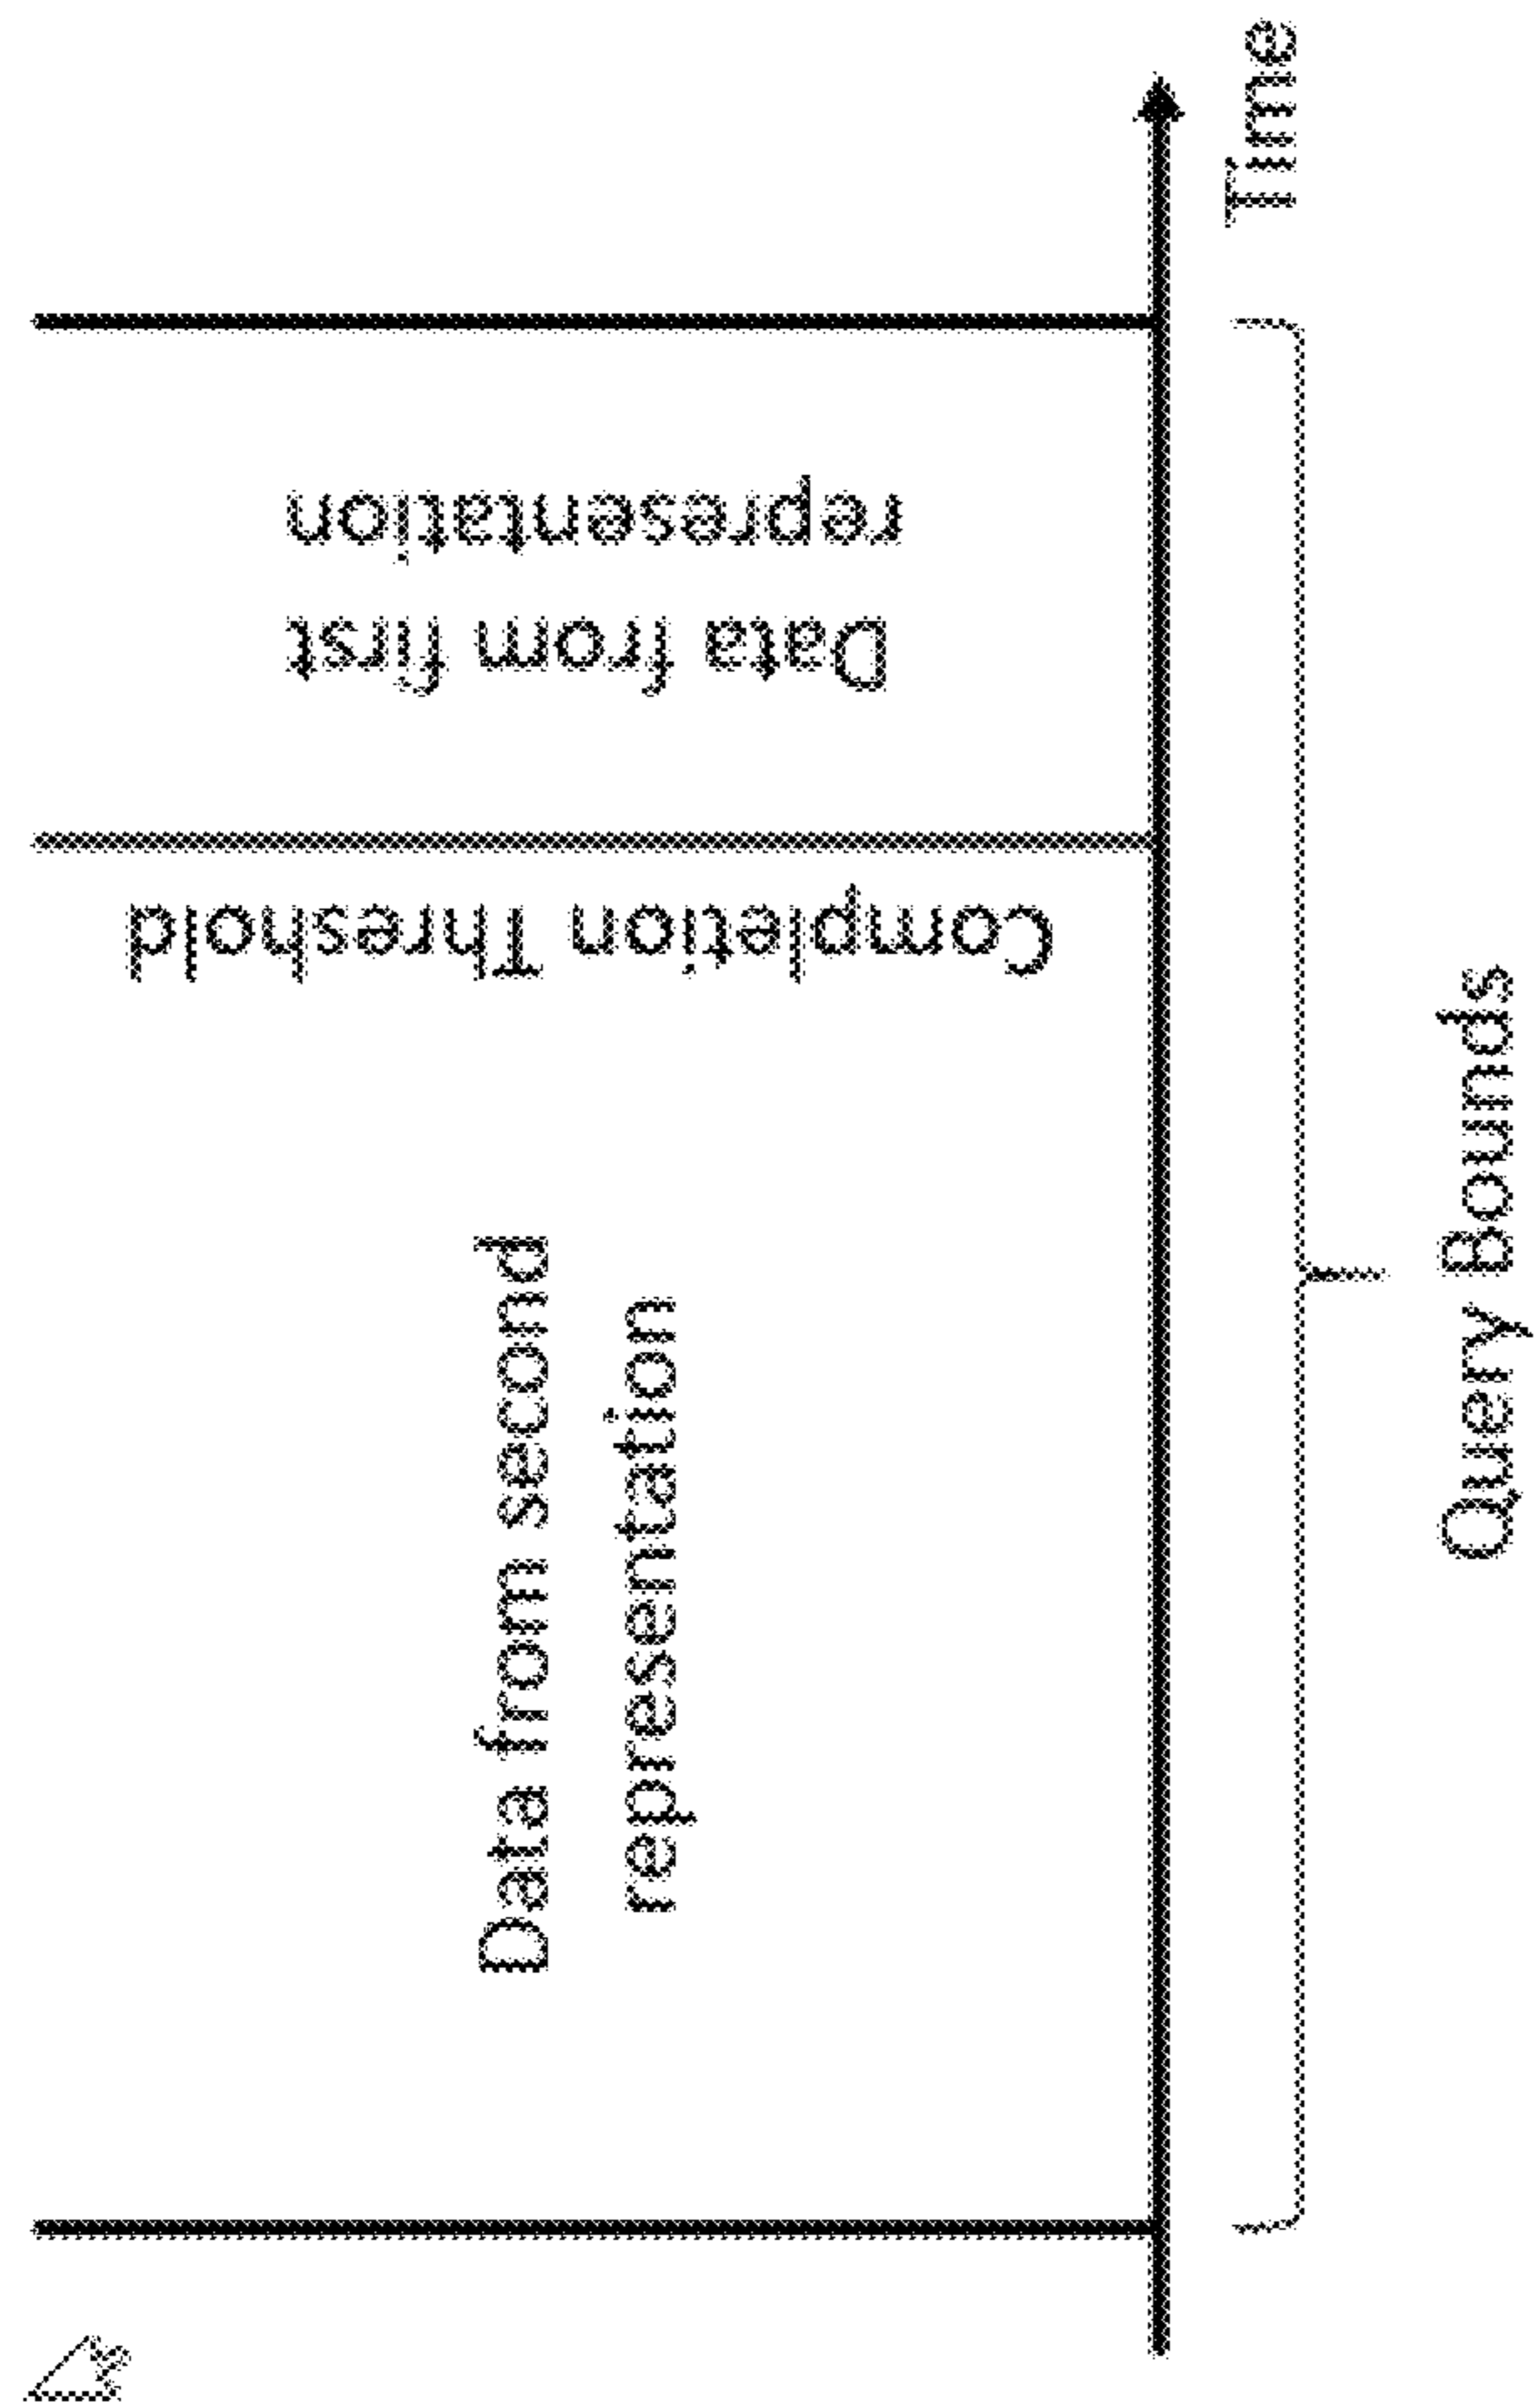 Data from second
representation
Completion Threshold
Data from first
representation
Time
Query Bounds